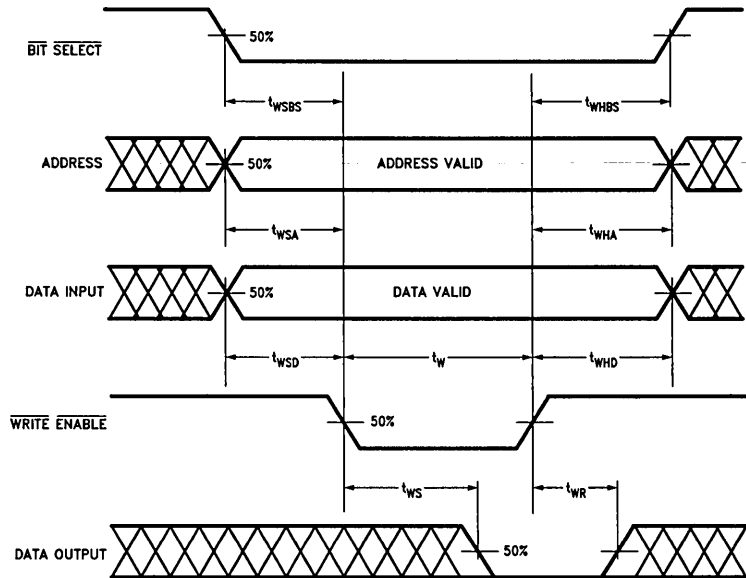 50%
BIT SELECT
tWSBS
tWHBS
ADDRESS
50%
ADDRESS VALID
tWSA
tWHA
DATA INPUT
50%
DATA VALID
tWSD
tW
tWHD
WRITE ENABLE
50%
tWS
tWR
DATA OUTPUT
50%